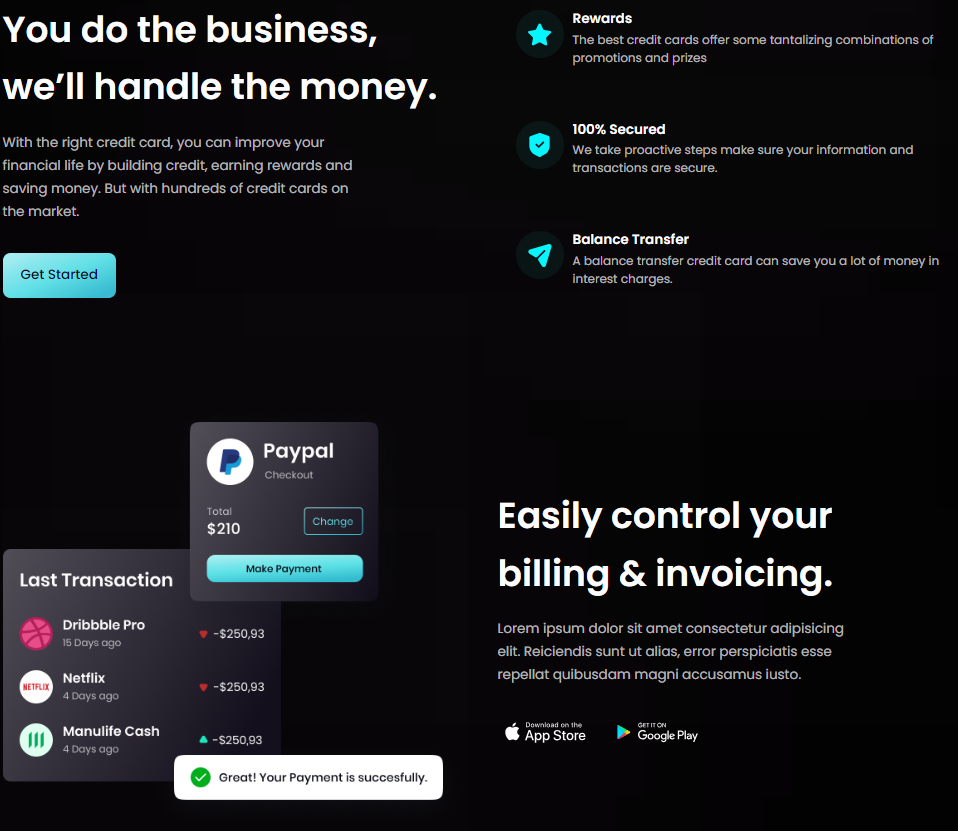 You do the business,
we’ll handle the money.
With the right credit card, you can improve your
financial life by building credit, earning rewards and
saving money. But with hundreds of credit cards on
the market.
Get Started
Rewards
The best credit cards offer some tantalizing combinations of
promotions and prizes
100% Secured
We take proactive steps make sure your information and
transactions are secure.
Balance Transfer
A balance transfer credit card can save you a lot of money in
interest charges.
Paypal
Checkout
Total
$210
Change
Make Payment
Last Transaction
Dribbble Pro
15 Days ago
-$250,93
NETFLIX
Netflix
4 Days ago
-$250,93
Manulife Cash
4 Days ago
-$250,93
Great! Your Payment is succesfully.
Easily control your
billing & invoicing.
Lorem ipsum dolor sit amet consectetur adipisicing
elit. Reiciendis sunt ut alias, error perspiciatis esse
repellat quibusdam magni accusamus iusto.
Download on the
App Store
GET IT ON
Google Play